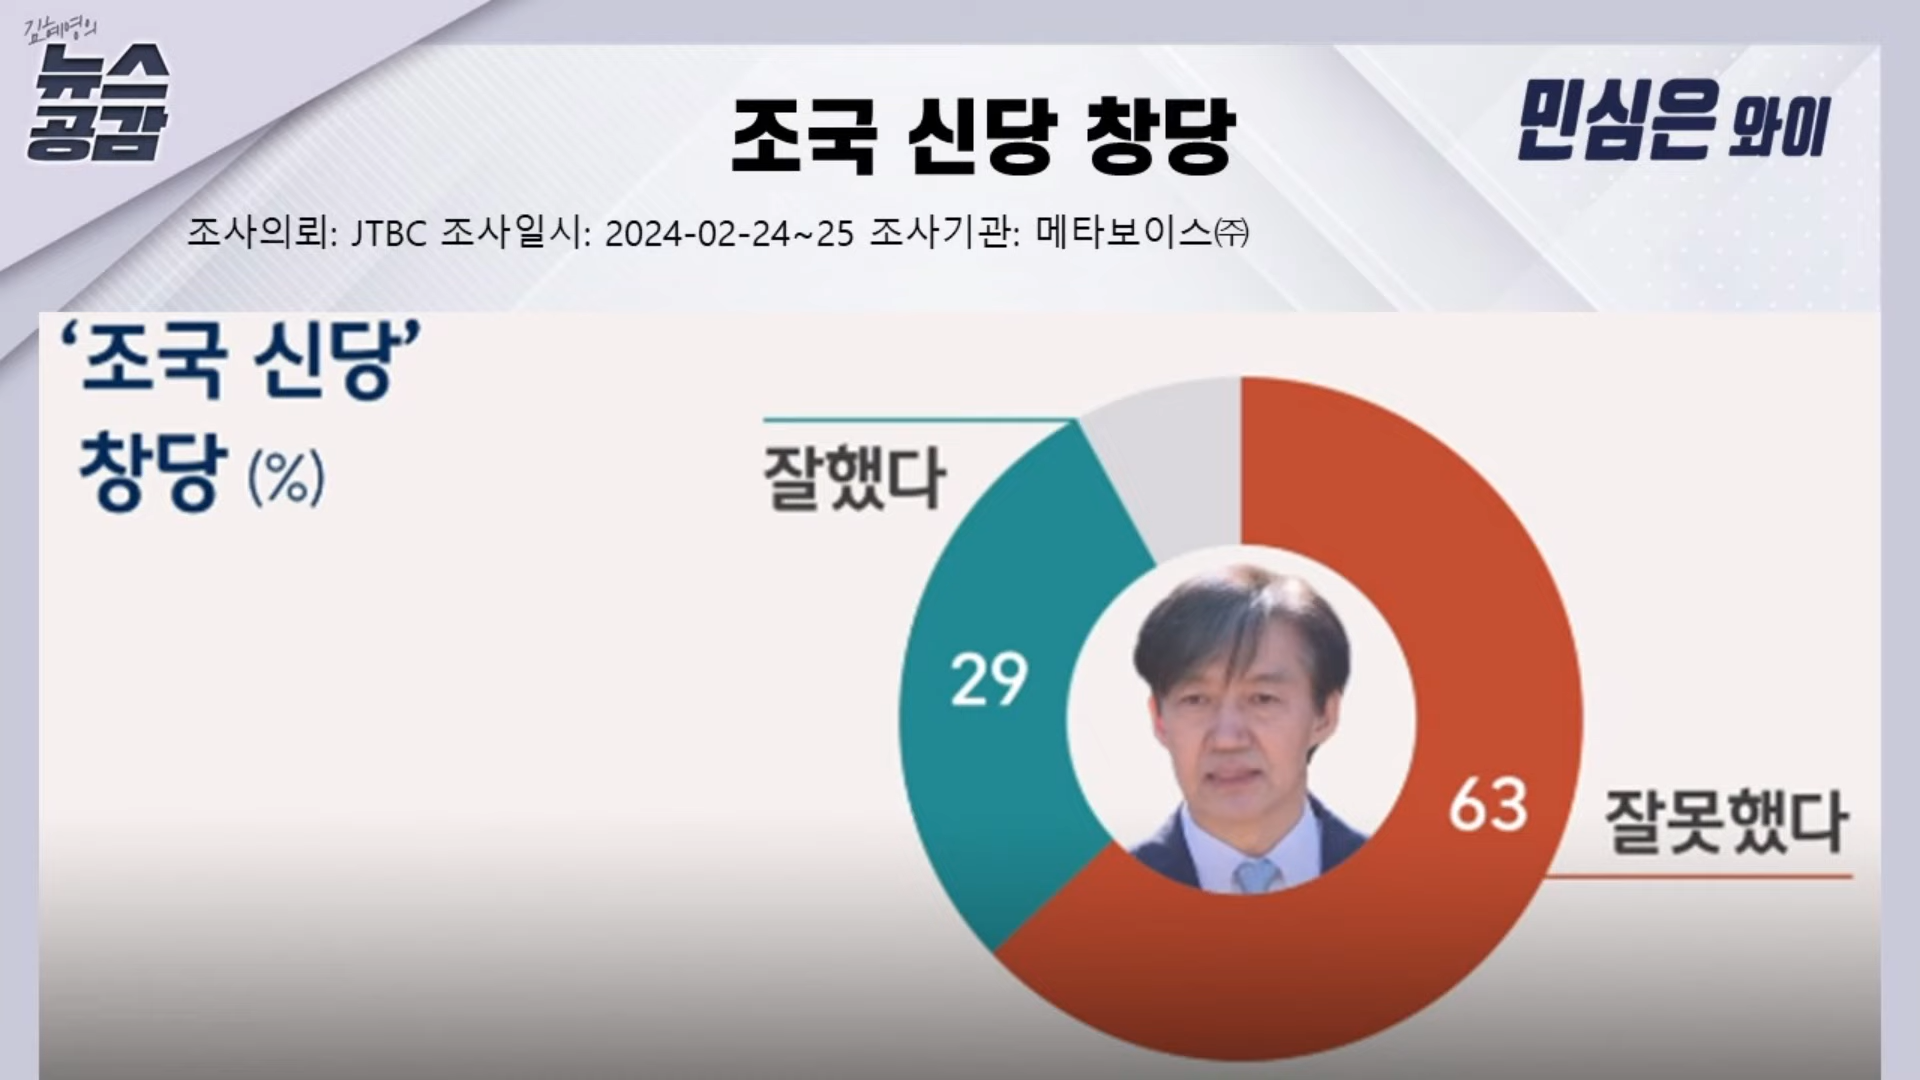 김혜영의
뉴스
공감
조국 신당 창당
민심은 와이
조사의뢰: JTBC 조사일시: 2024-02-24~25 조사기관: 메타보이스㈜
‘조국 신당’
창당 (%)
잘했다
29
63
잘못했다